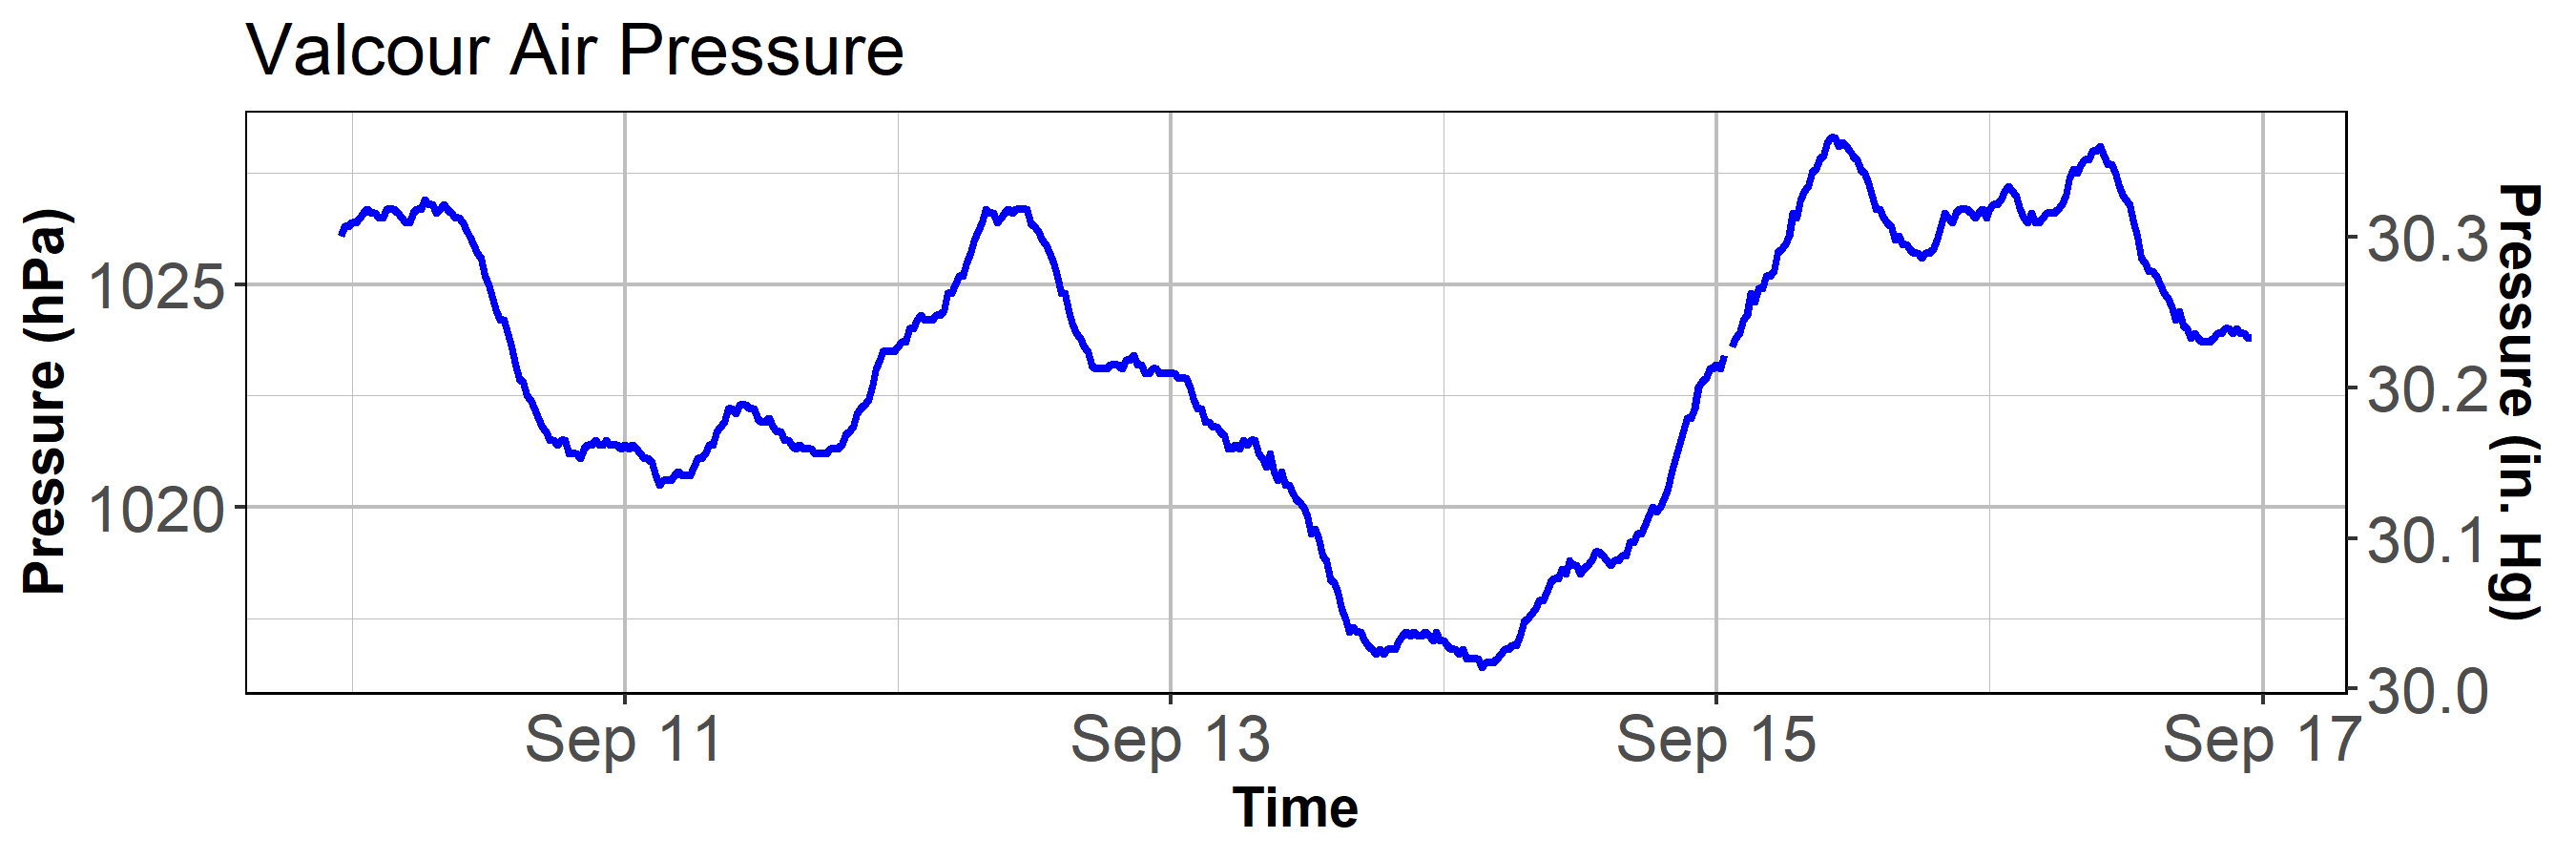 Valcour Air Pressure
Pressure (hPa)
1025
1020
30.3
30.2
30.1
30.0
Pressure (in. Hg)
Sep 11
Sep 13
Sep 15
Sep 17
Time